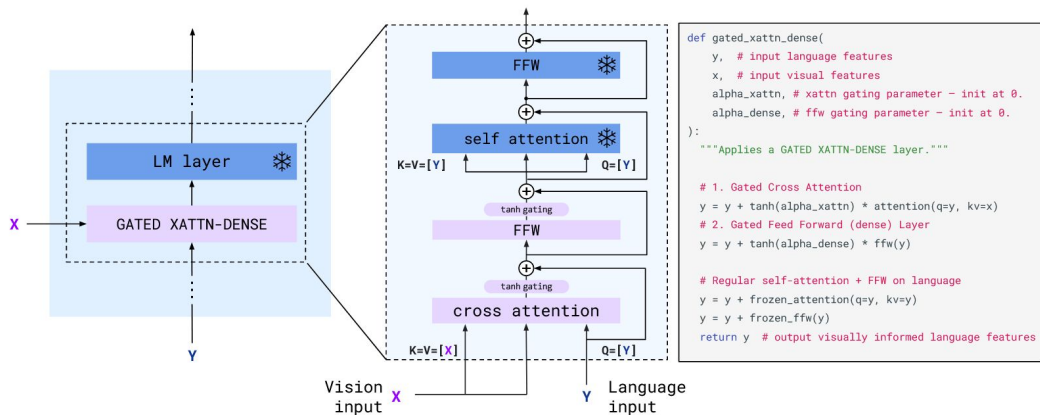 LM layer
X
GATED XATTN-DENSE
Y
FFW
self attention
K=V=[Y]
Q=[Y]
tanh gating
FFW
tanh gating
cross attention
K=V=[X]
Q=[Y]
Vision input X
Y Language input
def gated_xattn_dense(
y, # input language features
x, # input visual features
alpha_xattn, # xattn gating parameter – init at 0.
alpha_dense, # ffw gating parameter – init at 0.
):
"""Applies a GATED XATTN-DENSE layer."""
# 1. Gated Cross Attention
y = y + tanh(alpha_xattn) * attention(q=y, kv=x)
# 2. Gated Feed Forward (dense) Layer
y = y + tanh(alpha_dense) * ffw(y)
# Regular self-attention + FFW on language
y = y + frozen_attention(q=y, kv=y)
y = y + frozen_ffw(y)
return y # output visually informed language features